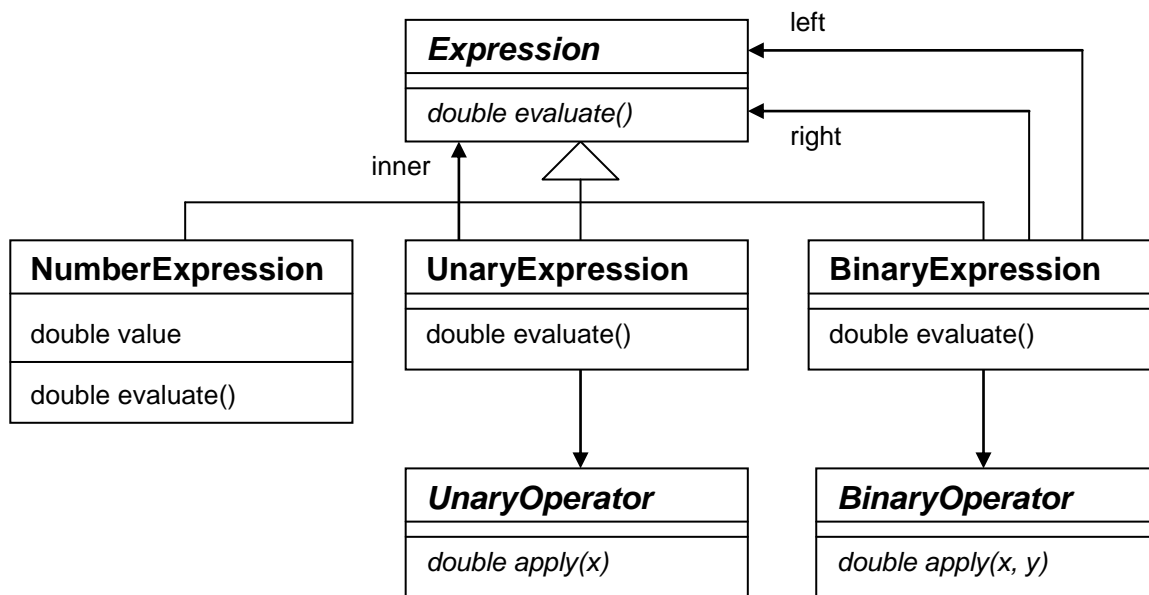 left
Expression
double evaluate()
right
inner
NumberExpression
double value
double evaluate()
UnaryExpression
double evaluate()
BinaryExpression
double evaluate()
UnaryOperator
double apply(x)
BinaryOperator
double apply(x, y)